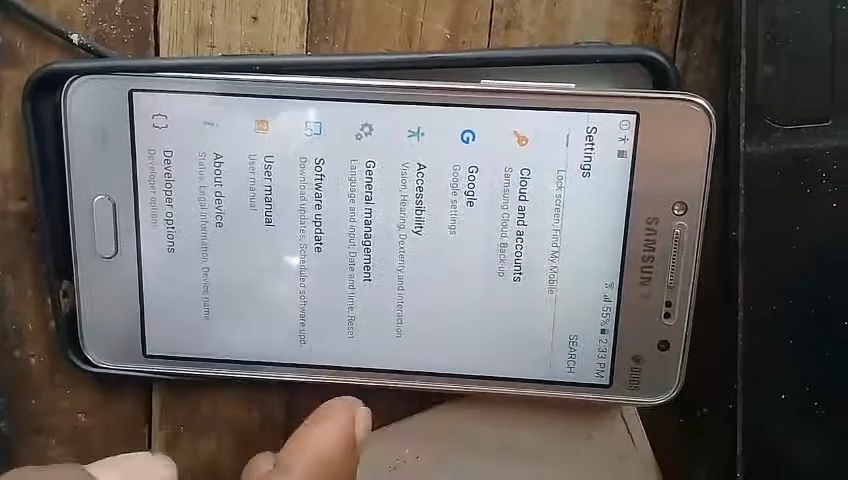 SAMSUNG
DUOS
55% 2:33 PM
Settings
SEARCH
Lock screen, Find My Mobile
Cloud and accounts
Samsung Cloud, Back-up
Google
Google settings
Accessibility
Vision, Hearing, Dexterity and interaction
General management
Language and input, Date and time, Reset
Software update
Download updates, Scheduled software upd
User manual
User manual
About device
Status, Legal information, Device name
Developer options
Developer options